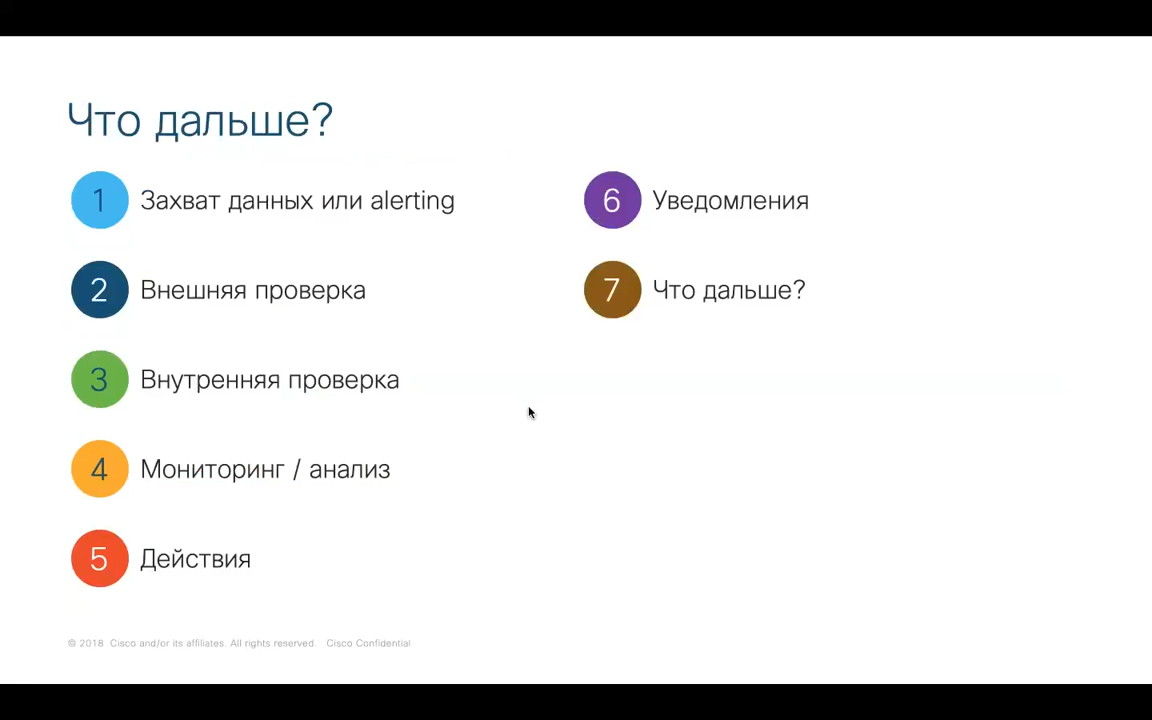 Что дальше?
1 Захват данных или alerting
2 Внешняя проверка
3 Внутренняя проверка
4 Мониторинг / анализ
5 Действия
6 Уведомления
7 Что дальше?
© 2018 Cisco and/or its affiliates. All rights reserved. Cisco Confidential